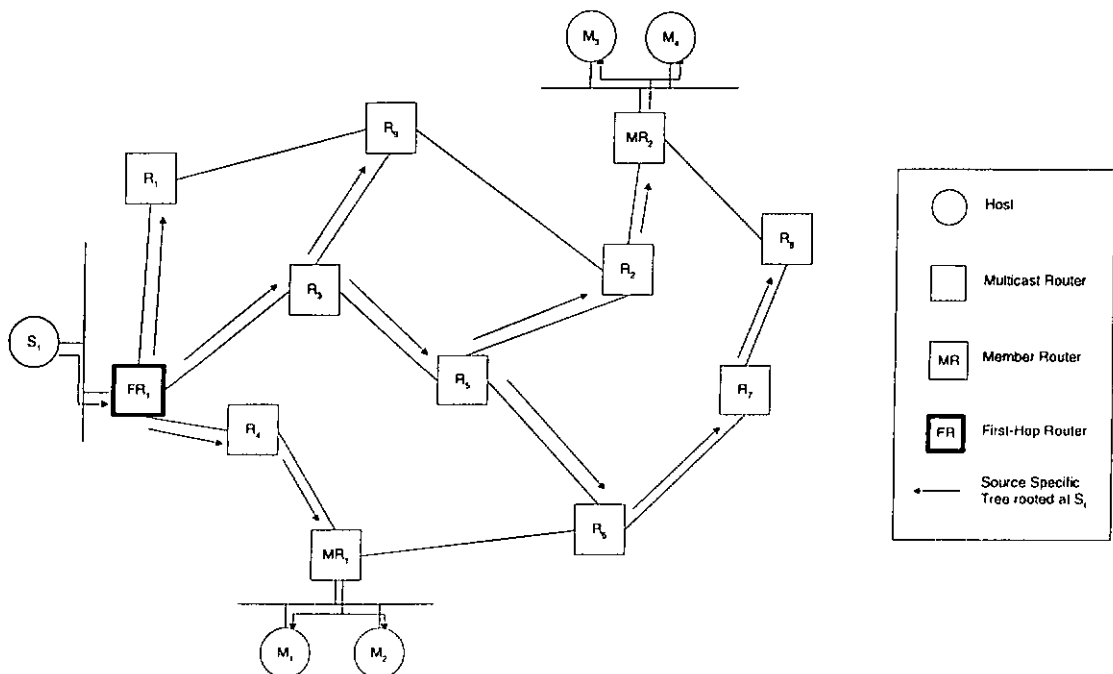 M₃
M₄
R₉
MR₂
R₁
R₈
R₂
R₃
S₁
FR₁
R₅
R₇
R₄
R₆
MR₁
M₁
M₂
Host
Multicast Router
MR
Member Router
FR
First-Hop Router
Source Specific
Tree rooted at S₁